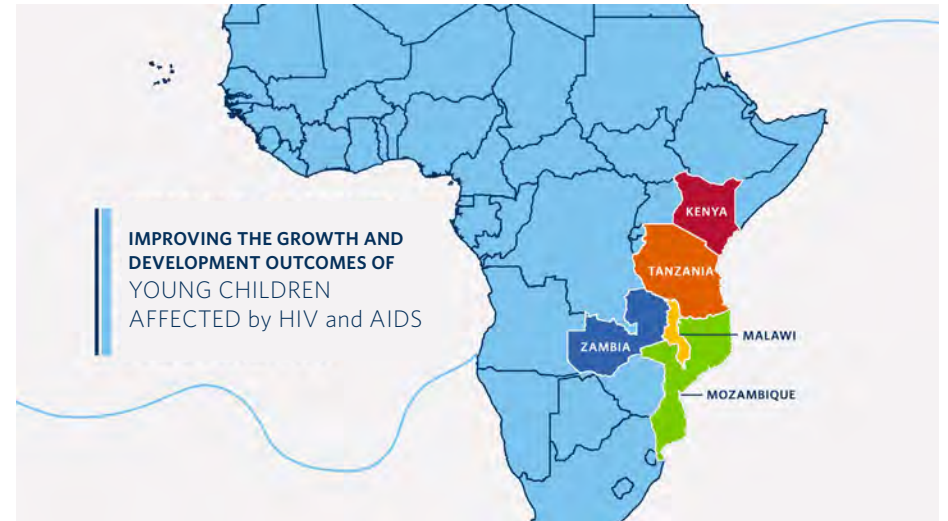 IMPROVING THE GROWTH AND
DEVELOPMENT OUTCOMES OF
YOUNG CHILDREN
AFFECTED by HIV and AIDS
KENYA
TANZANIA
ZAMBIA
MALAWI
MOZAMBIQUE